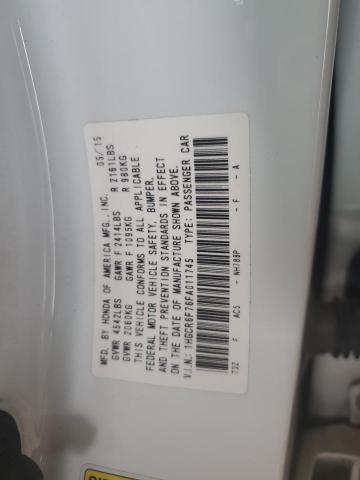 MFD. BY HONDA OF AMERICA MFG., INC. 05/15
GVWR 4542LBS GAWR F 2414LBS R 2161LBS
GVWR 2060KG GAWR F 1095KG R 980KG
THIS VEHICLE CONFORMS TO ALL APPLICABLE
FEDERAL MOTOR VEHICLE SAFETY, BUMPER,
AND THEFT PREVENTION STANDARDS IN EFFECT
ON THE DATE OF MANUFACTURE SHOWN ABOVE.
V.I.N.: 1HGCR6F76FA011745 TYPE: PASSENGER CAR
T3Z F AC5 - NH788P - F - A